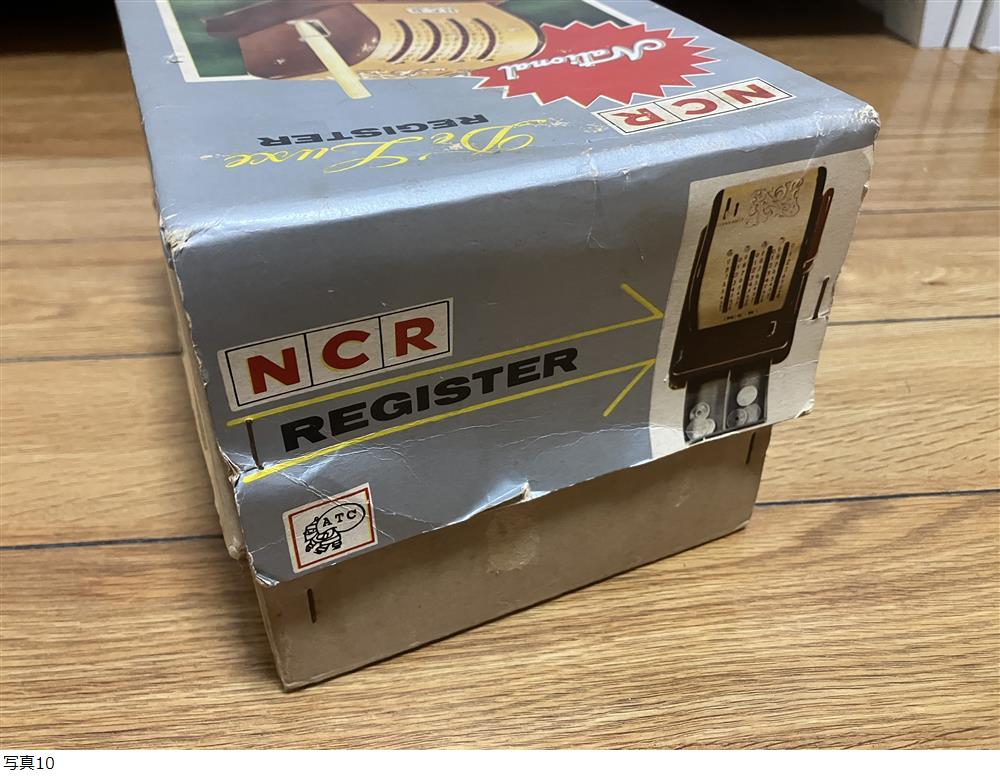 National
NCR
De Luxe
REGISTER
NCR
REGISTER
ATC
写真10